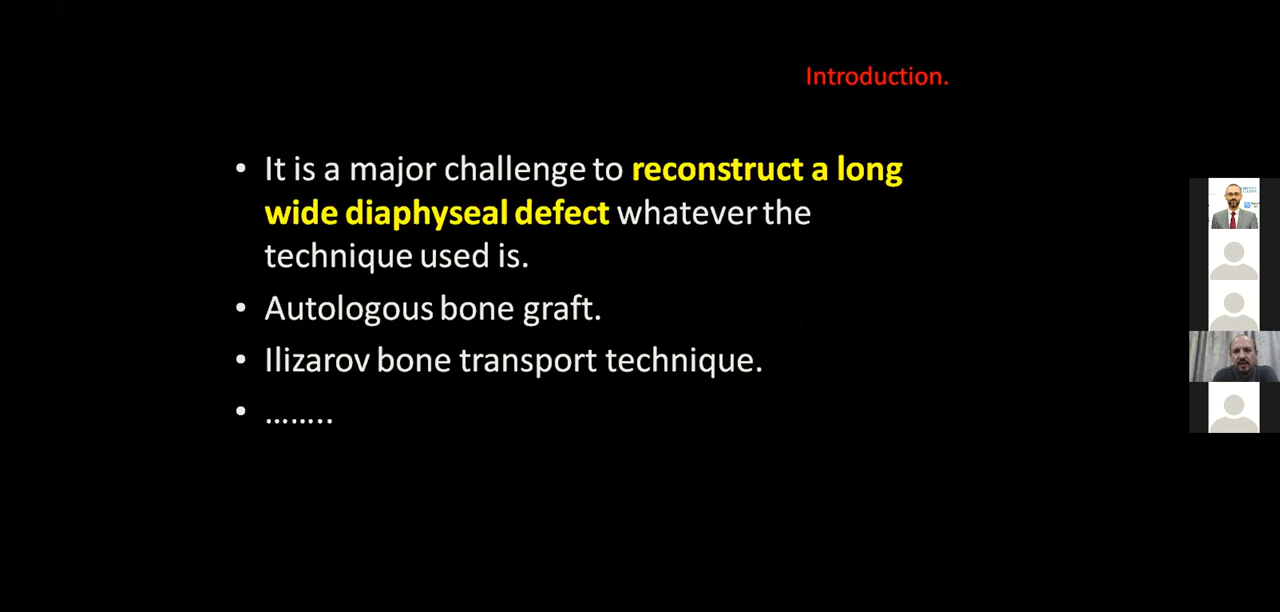 Introduction.
• It is a major challenge to reconstruct a long
wide diaphyseal defect whatever the
technique used is.
• Autologous bone graft.
• Ilizarov bone transport technique.
• ……..